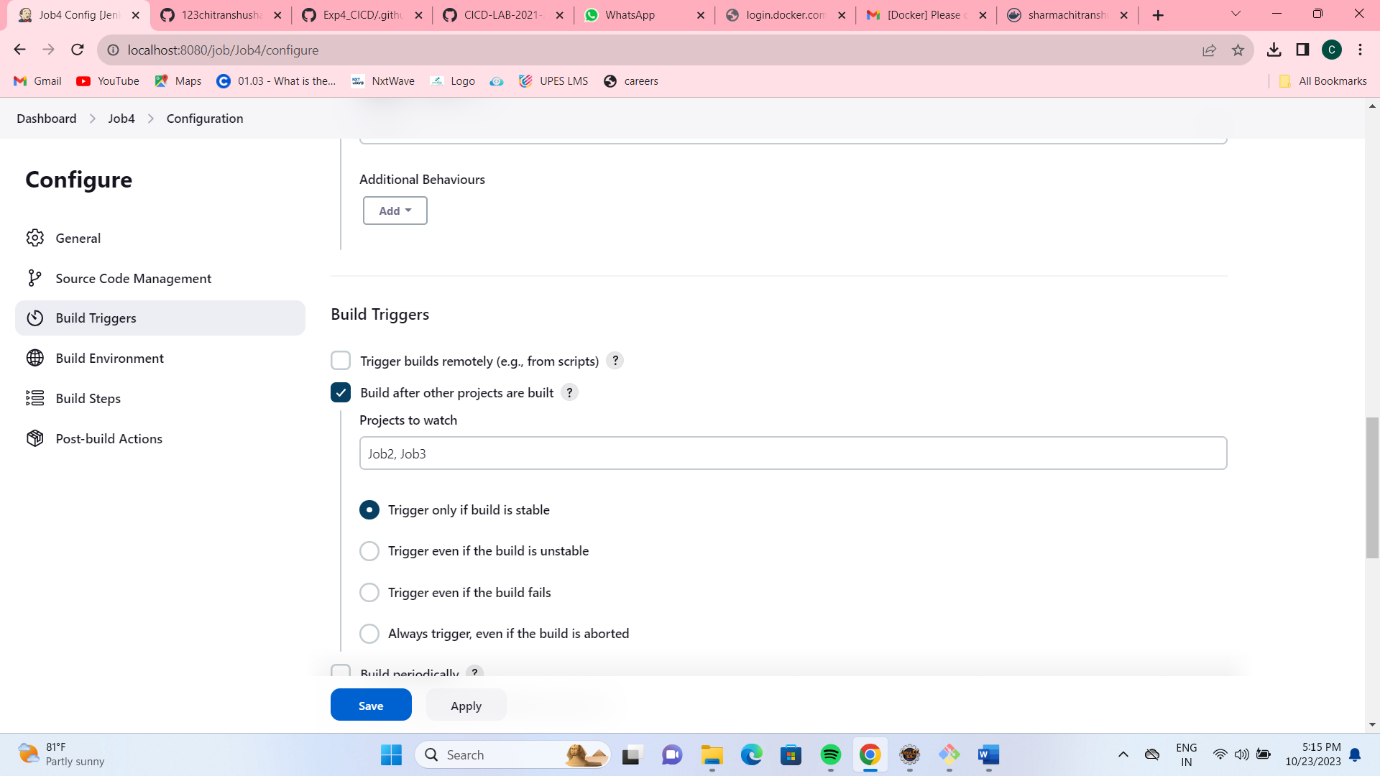 Job4 Config [Jen
123chitranshusha
Exp4_CICD/.githu
CICD-LAB-2021-
WhatsApp
login.docker.com
[Docker] Please c
sharmachitransh
localhost:8080/job/Job4/configure
C
Gmail
YouTube
Maps
01.03 - What is the...
NxtWave
Logo
UPES LMS
careers
All Bookmarks
Dashboard > Job4 > Configuration
Configure
General
Source Code Management
Build Triggers
Build Environment
Build Steps
Post-build Actions
Additional Behaviours
Add
Build Triggers
Trigger builds remotely (e.g., from scripts) ?
Build after other projects are built ?
Projects to watch
Job2, Job3
Trigger only if build is stable
Trigger even if the build is unstable
Trigger even if the build fails
Always trigger, even if the build is aborted
Build periodically ?
Save
Apply
81°F
Partly sunny
Search
ENG
IN
5:15 PM
10/23/2023